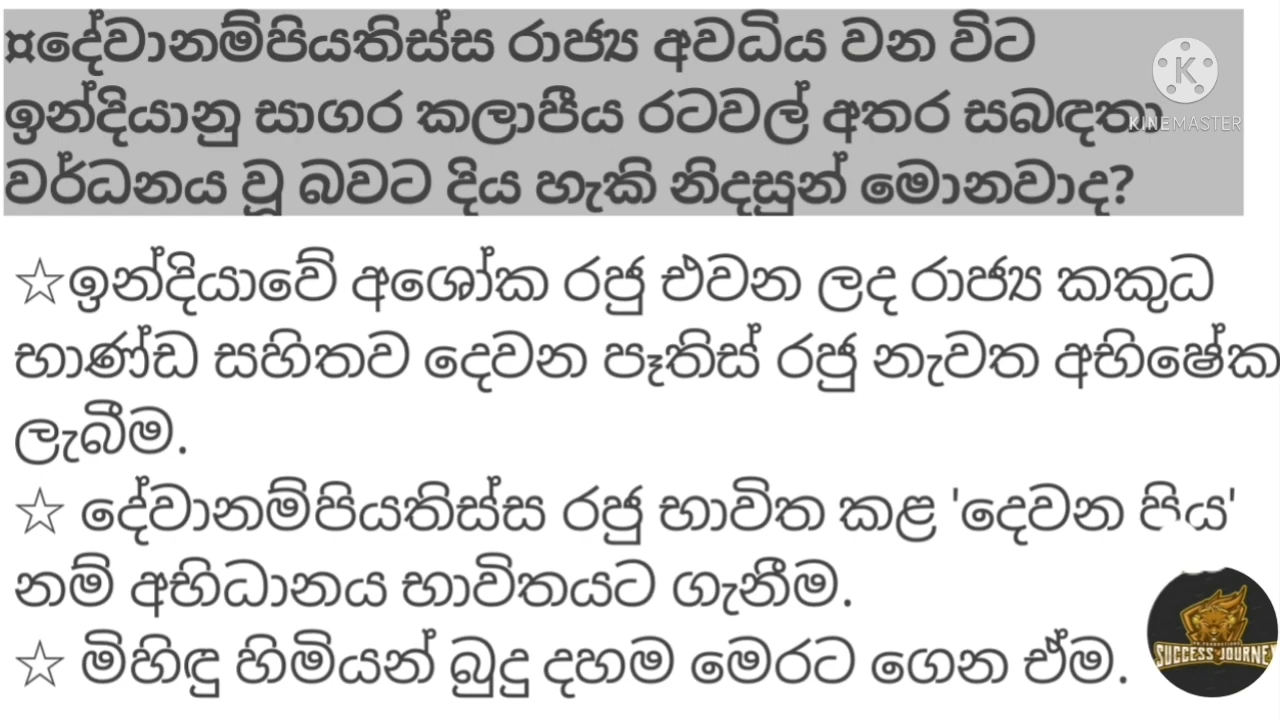 ¤දේවානම්පියතිස්ස රාජ්‍ය අවධිය වන විට
ඉන්දියානු සාගර කලාපීය රටවල් අතර සබඳතා
වර්ධනය වූ බවට දිය හැකි නිදසුන් මොනවාද?
KINEMASTER
☆ඉන්දියාවේ අශෝක රජු එවන ලද රාජ්‍ය කකුධ
භාණ්ඩ සහිතව දෙවන පෑතිස් රජු නැවත අභිෂේක
ලැබීම.
☆ දේවානම්පියතිස්ස රජු භාවිත කළ 'දෙවන පිය'
නම් අභිධානය භාවිතයට ගැනීම.
☆ මිහිඳු හිමියන් බුදු දහම මෙරට ගෙන ඒම.
SUCCESS JOURNE